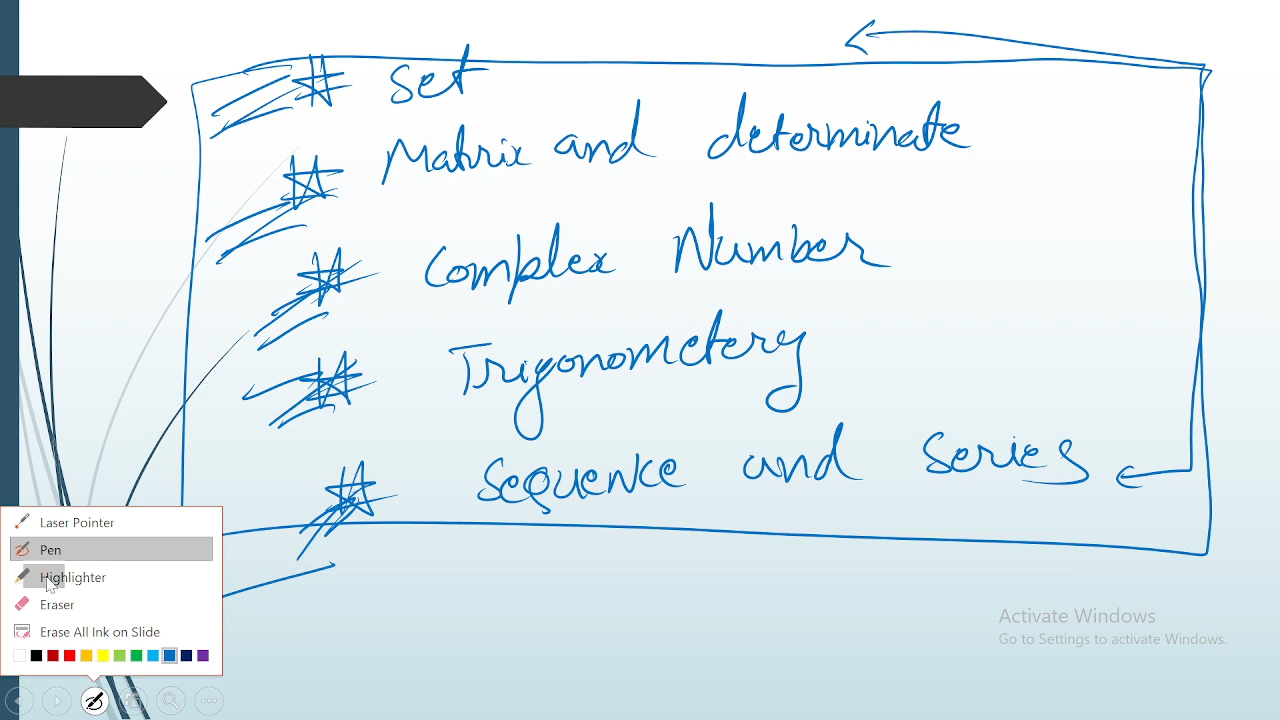 # set
# Matrix and determinate
# Complex Number
# Trigonometery
# Sequence and Series
Laser Pointer
Pen
Highlighter
Eraser
Erase All Ink on Slide
Activate Windows
Go to Settings to activate Windows.